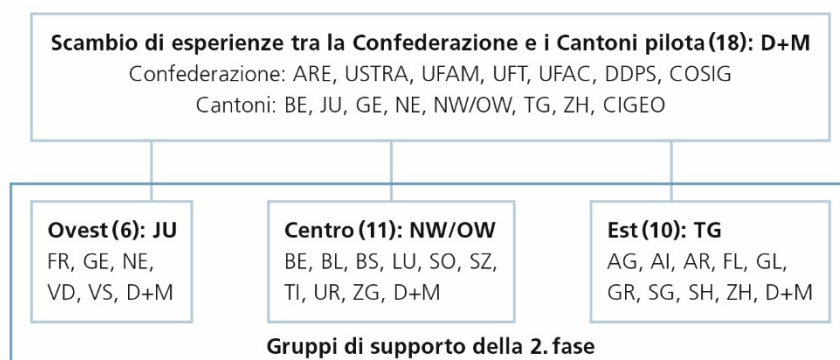 Scambio di esperienze tra la Confederazione e i Cantoni pilota (18): D+M
Confederazione: ARE, USTRA, UFAM, UFT, UFAC, DDPS, COSIG
Cantoni: BE, JU, GE, NE, NW/OW, TG, ZH, CIGEO
Ovest (6): JU
FR, GE, NE,
VD, VS, D+M
Centro (11): NW/OW
BE, BL, BS, LU, SO, SZ,
TI, UR, ZG, D+M
Est (10): TG
AG, AI, AR, FL, GL,
GR, SG, SH, ZH, D+M
Gruppi di supporto della 2. fase